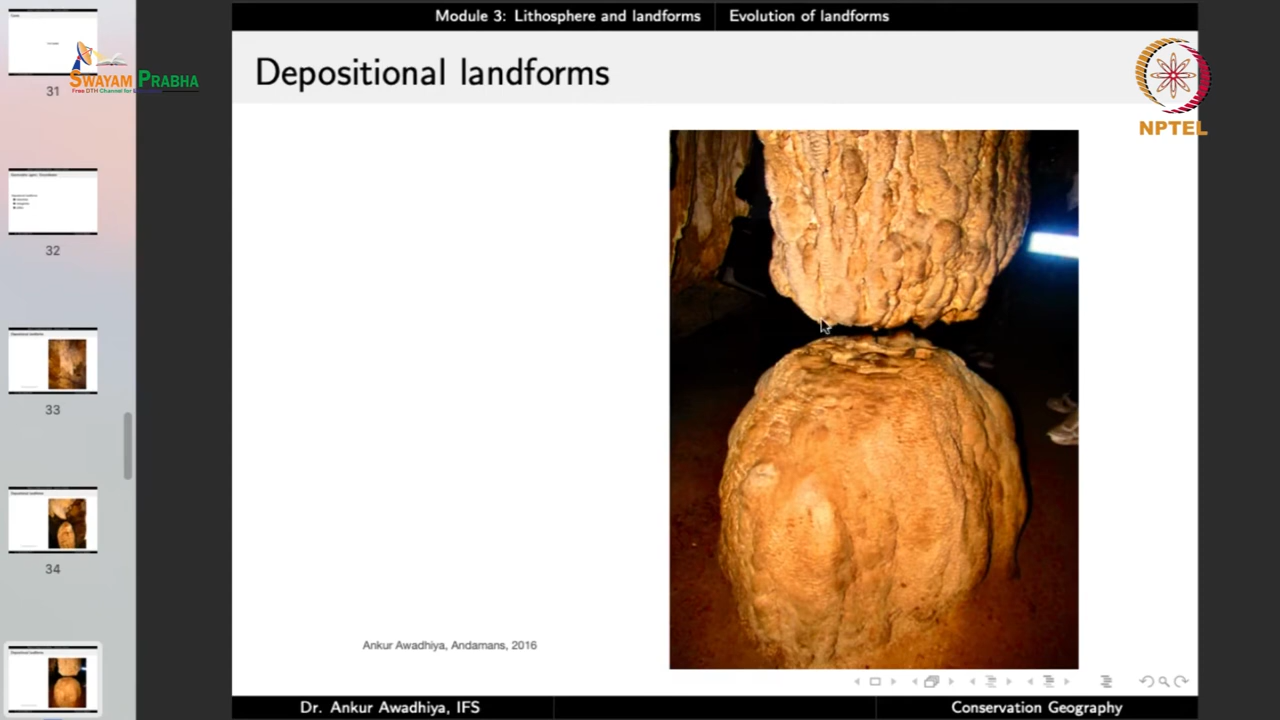 Module 3: Lithosphere and landforms
Evolution of landforms
Depositional landforms
SWAYAM PRABHA
NPTEL
31
32
33
34
Ankur Awadhiya, Andamans, 2016
Dr. Ankur Awadhiya, IFS
Conservation Geography